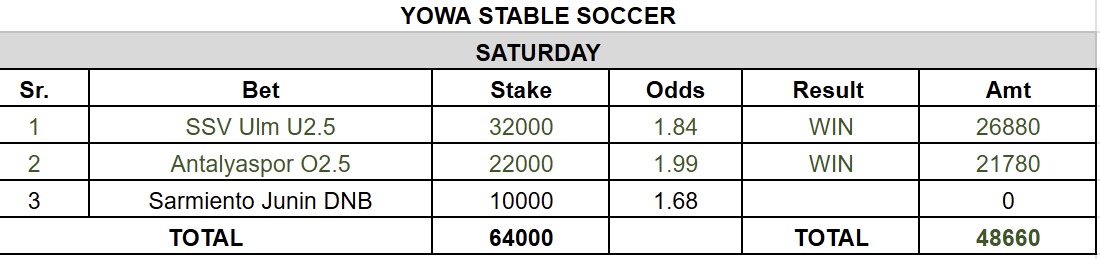 YOWA STABLE SOCCER
SATURDAY
Sr. Bet Stake Odds Result Amt
1 SSV Ulm U2.5 32000 1.84 WIN 26880
2 Antalyaspor O2.5 22000 1.99 WIN 21780
3 Sarmiento Junin DNB 10000 1.68 0
TOTAL 64000 TOTAL 48660